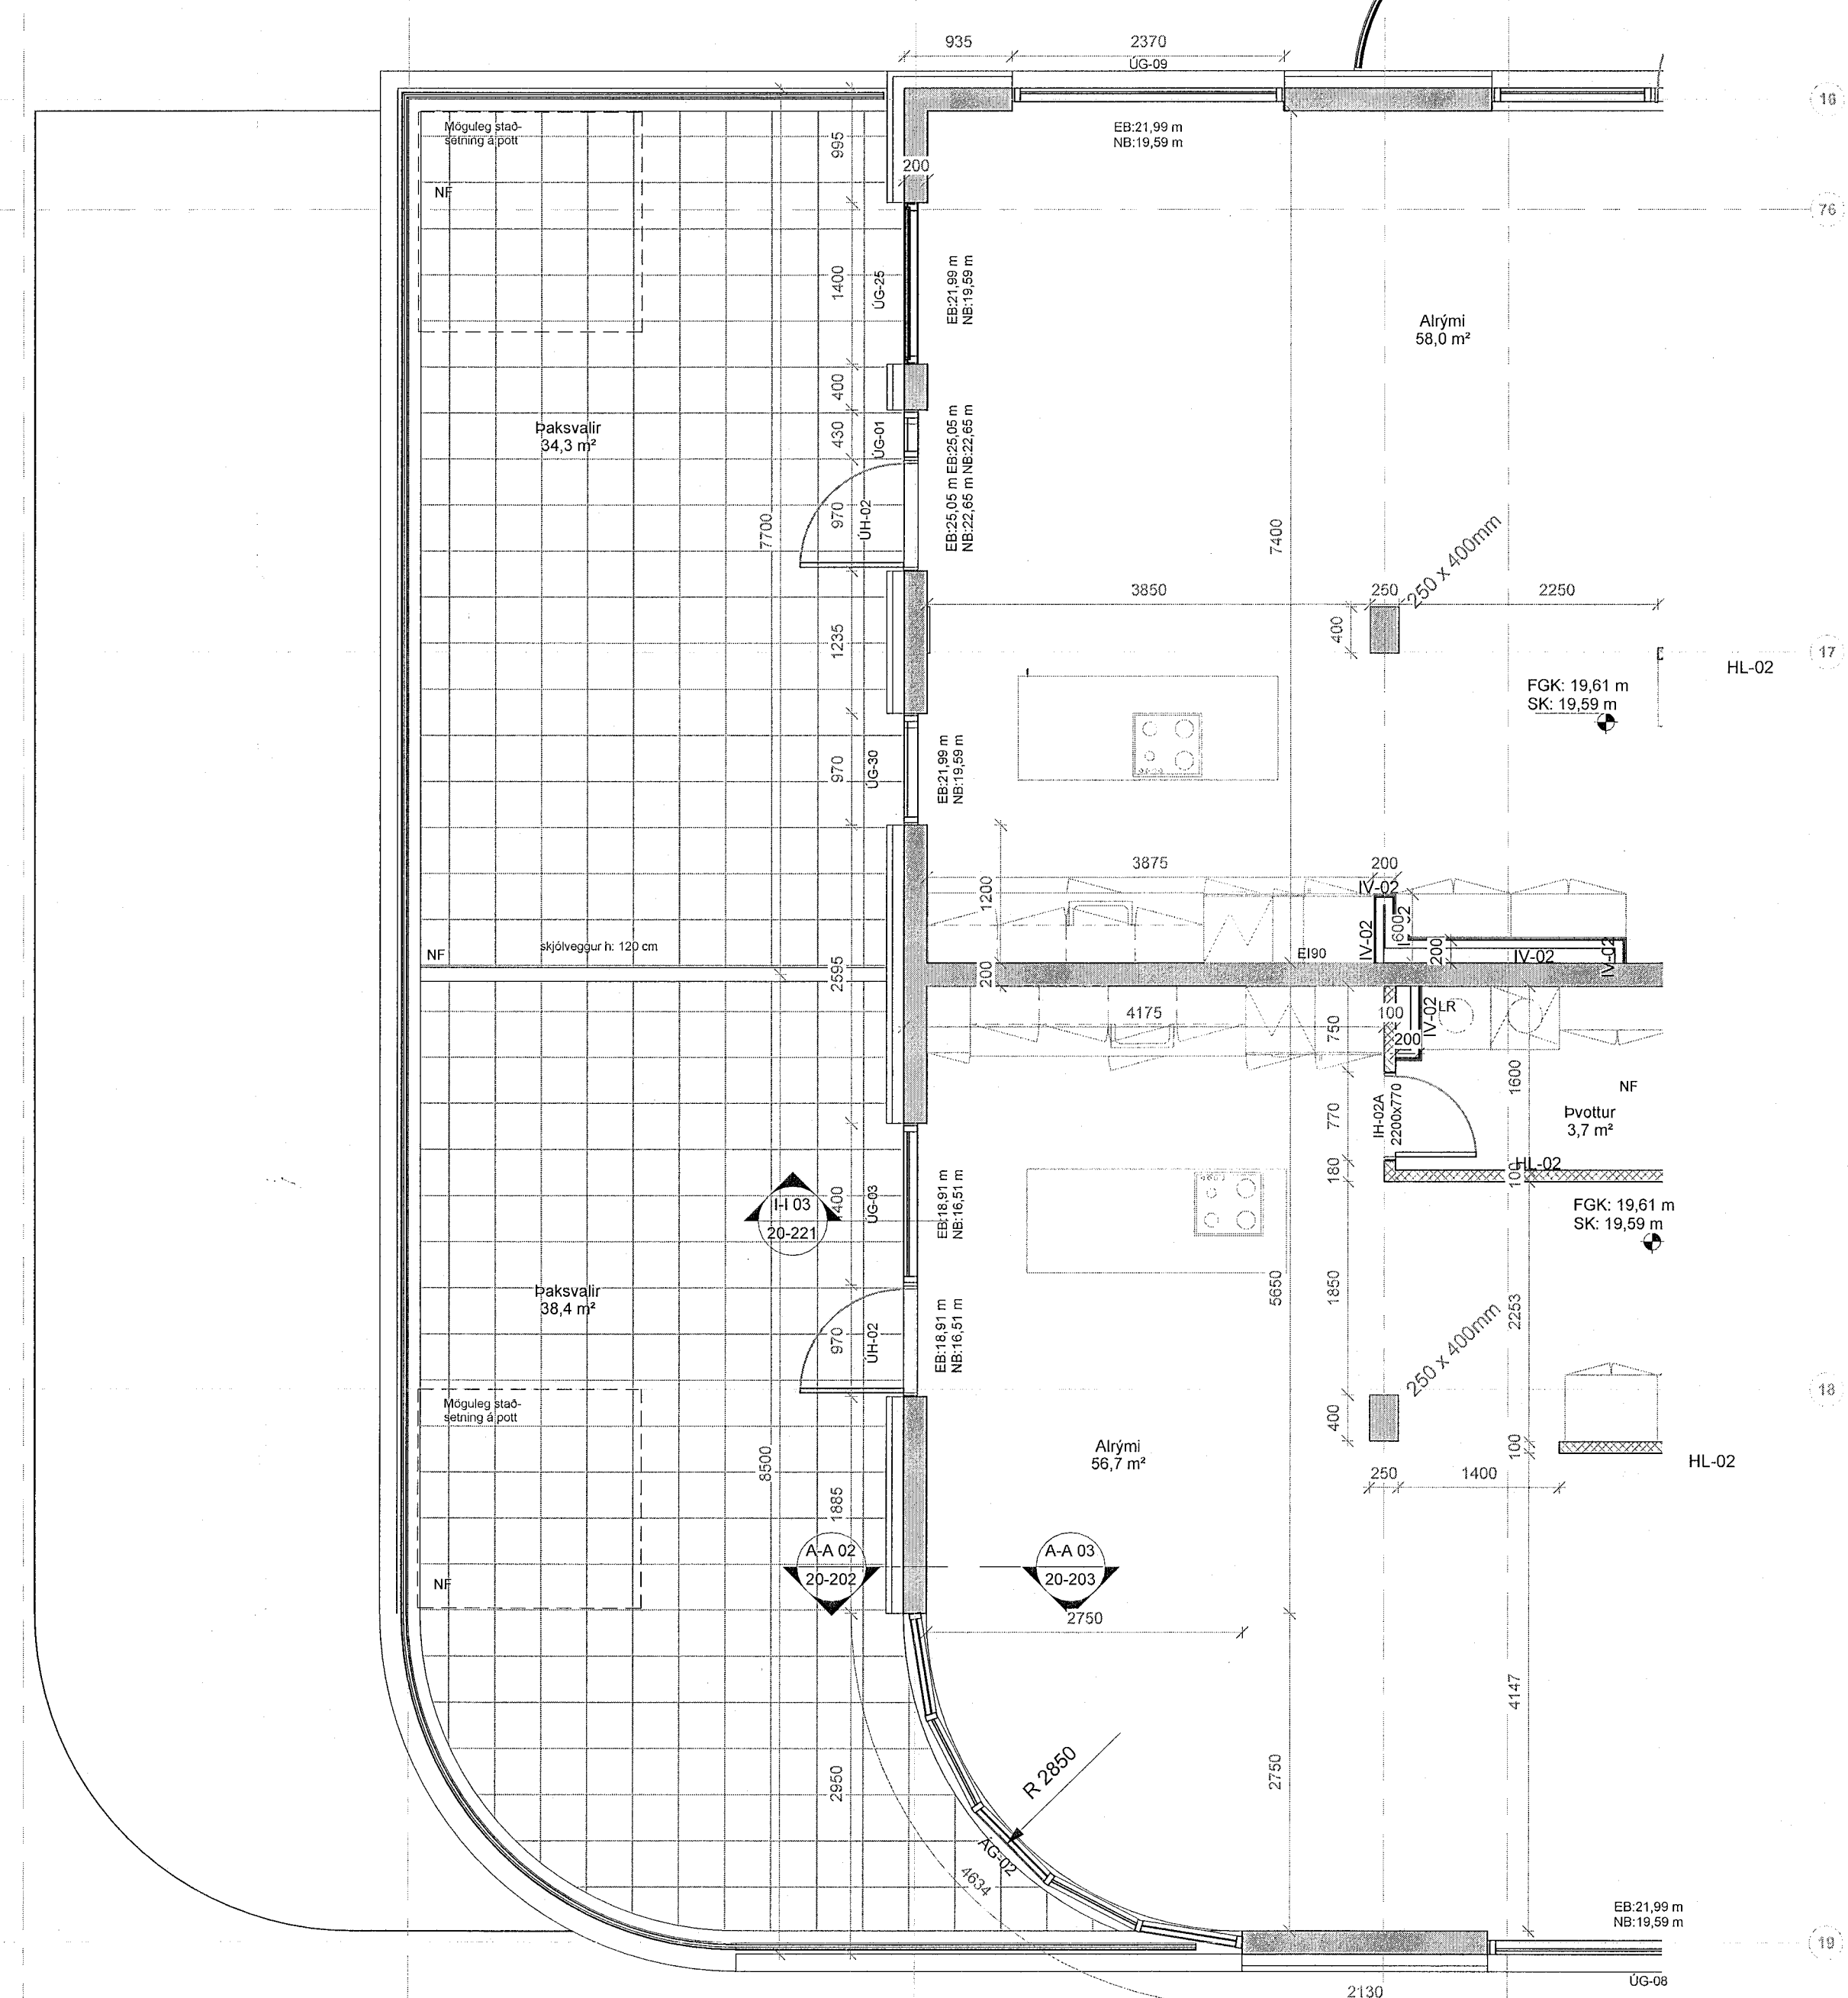 935
2370
ÚG-09
16
Möguleg stað-
setning á pott
EB:21,99 m
NB:19,59 m
995
200
NF
76
1400
ÚG-25
EB:21,99 m
NB:19,59 m
Alrými
58,0 m²
400
Þaksvalir
34,3 m²
430
ÚG-01
EB:25,05 m EB:25,05 m
NB:22,65 m NB:22,65 m
970
ÚH-02
7700
7400
250 x 400mm
3850
250
2250
400
1235
17
HL-02
FGK: 19,61 m
SK: 19,59 m
970
ÚG-30
EB:21,99 m
NB:19,59 m
3875
200
1200
IV-02
IV-02
200
IV-02
IV-02
NF
skjólveggur h: 120 cm
2595
200
EI90
4175
750
100
200
IV-02
LR
1600
NF
Þvottur
3,7 m²
770
IH-02A
2200x770
180
100
HL-02
I-I 03
20-221
400
ÚG-03
EB:18,91 m
NB:16,51 m
FGK: 19,61 m
SK: 19,59 m
Þaksvalir
38,4 m²
970
ÚH-02
EB:18,91 m
NB:16,51 m
5650
1850
2253
250 x 400mm
18
Möguleg stað-
setning á pott
400
100
8500
Alrými
56,7 m²
HL-02
250
1400
1885
A-A 02
20-202
A-A 03
20-203
NF
2750
4147
2950
R 2850
2750
ÁG-02
4634
EB:21,99 m
NB:19,59 m
19
ÚG-08
2130